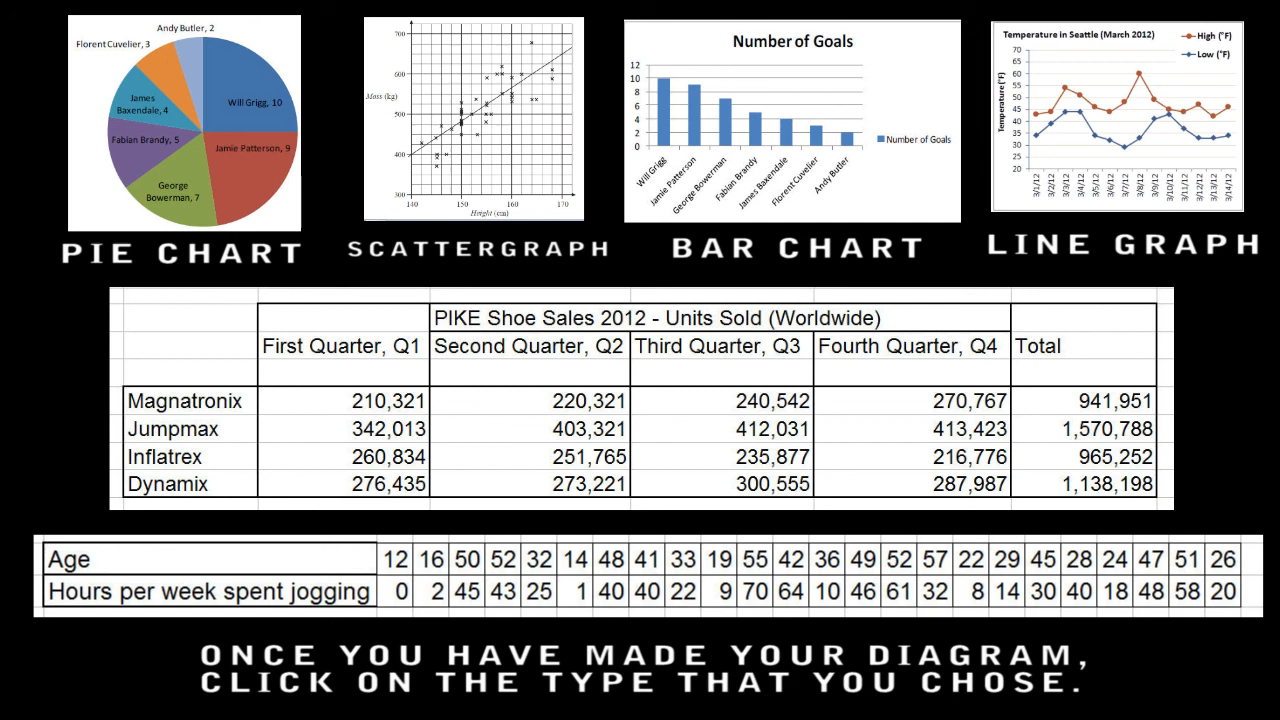 Andy Butler, 2
Florent Cuvelier, 3
James
Baxendale, 4
Will Grigg, 10
Fabian Brandy, 5
Jamie Patterson, 9
George
Bowerman, 7
PIE CHART
700
600
Mass (kg)
500
400
300
140 150 160 170
Height (cm)
SCATTERGRAPH
Number of Goals
12
10
8
6
4
2
0
Number of Goals
Will Grigg
Jamie Patterson
George Bowerman
Fabian Brandy
James Baxendale
Florent Cuvelier
Andy Butler
BAR CHART
Temperature in Seattle (March 2012)
High (°F)
Low (°F)
Temperature (°F)
70
65
60
55
50
45
40
35
30
25
20
3/1/12 3/2/12 3/3/12 3/4/12 3/5/12 3/6/12 3/7/12 3/8/12 3/9/12 3/10/12 3/11/12 3/12/12 3/13/12 3/14/12
LINE GRAPH
PIKE Shoe Sales 2012 - Units Sold (Worldwide)
First Quarter, Q1 Second Quarter, Q2 Third Quarter, Q3 Fourth Quarter, Q4 Total
Magnatronix 210,321 220,321 240,542 270,767 941,951
Jumpmax 342,013 403,321 412,031 413,423 1,570,788
Inflatrex 260,834 251,765 235,877 216,776 965,252
Dynamix 276,435 273,221 300,555 287,987 1,138,198
Age 12 16 50 52 32 14 48 41 33 19 55 42 36 49 52 57 22 29 45 28 24 47 51 26
Hours per week spent jogging 0 2 45 43 25 1 40 40 22 9 70 64 10 46 61 32 8 14 30 40 18 48 58 20
ONCE YOU HAVE MADE YOUR DIAGRAM,
CLICK ON THE TYPE THAT YOU CHOSE.